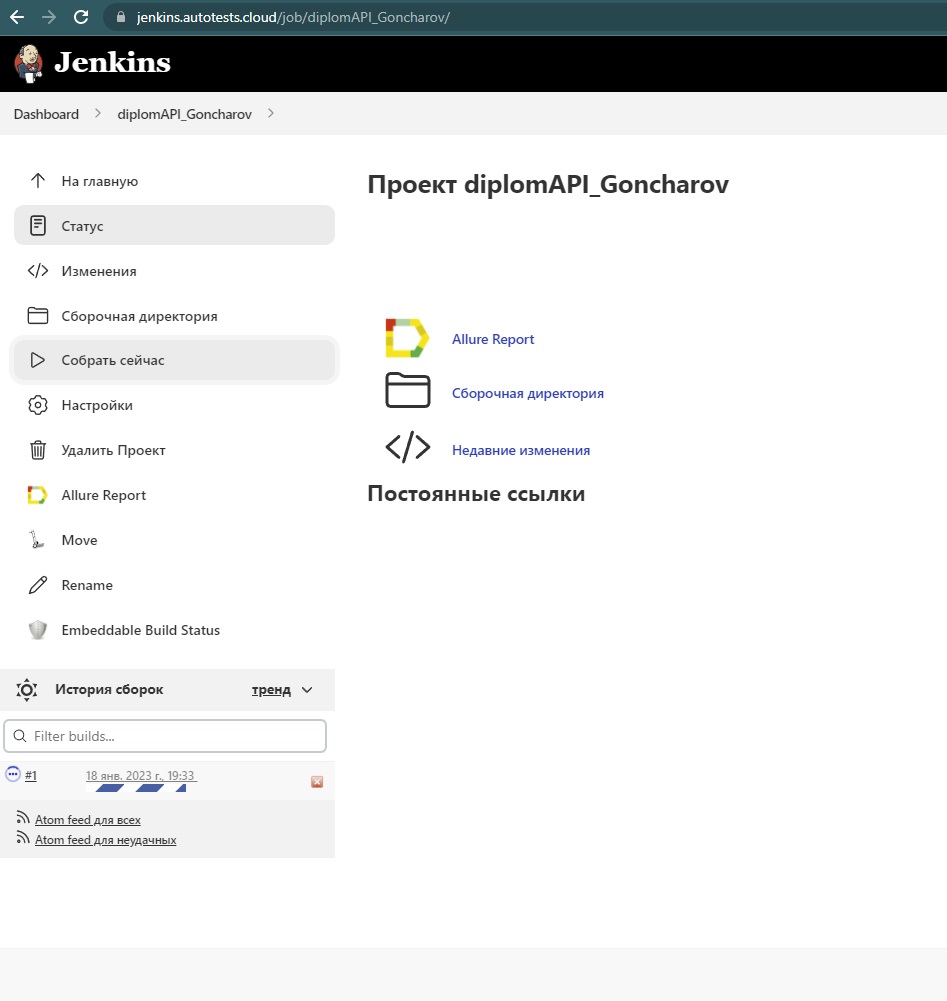 jenkins.autotests.cloud/job/diplomAPI_Goncharov/
Jenkins
Dashboard diplomAPI_Goncharov
На главную
Статус
Изменения
Сборочная директория
Собрать сейчас
Настройки
Удалить Проект
Allure Report
Move
Rename
Embeddable Build Status
История сборок тренд
Filter builds...
#1 18 янв. 2023 г., 19:33
Atom feed для всех
Atom feed для неудачных
Проект diplomAPI_Goncharov
Allure Report
Сборочная директория
Недавние изменения
Постоянные ссылки